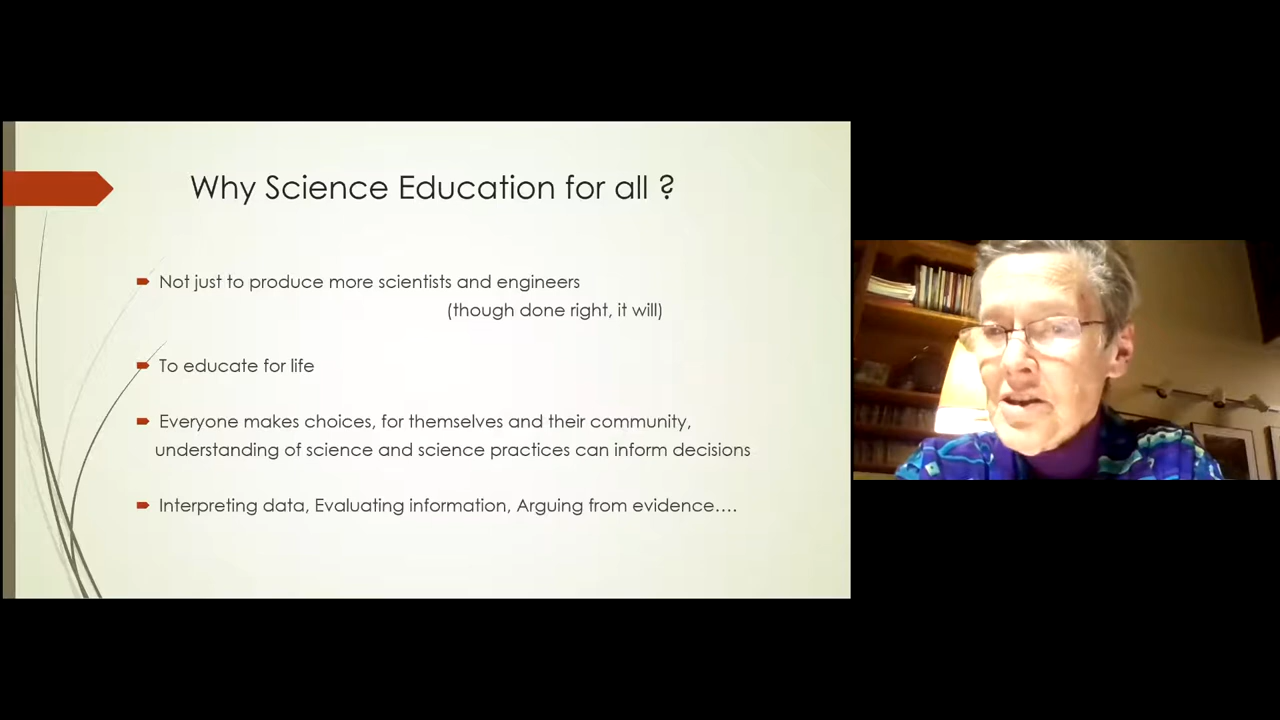 Why Science Education for all ?
Not just to produce more scientists and engineers
(though done right, it will)
To educate for life
Everyone makes choices, for themselves and their community,
understanding of science and science practices can inform decisions
Interpreting data, Evaluating information, Arguing from evidence....